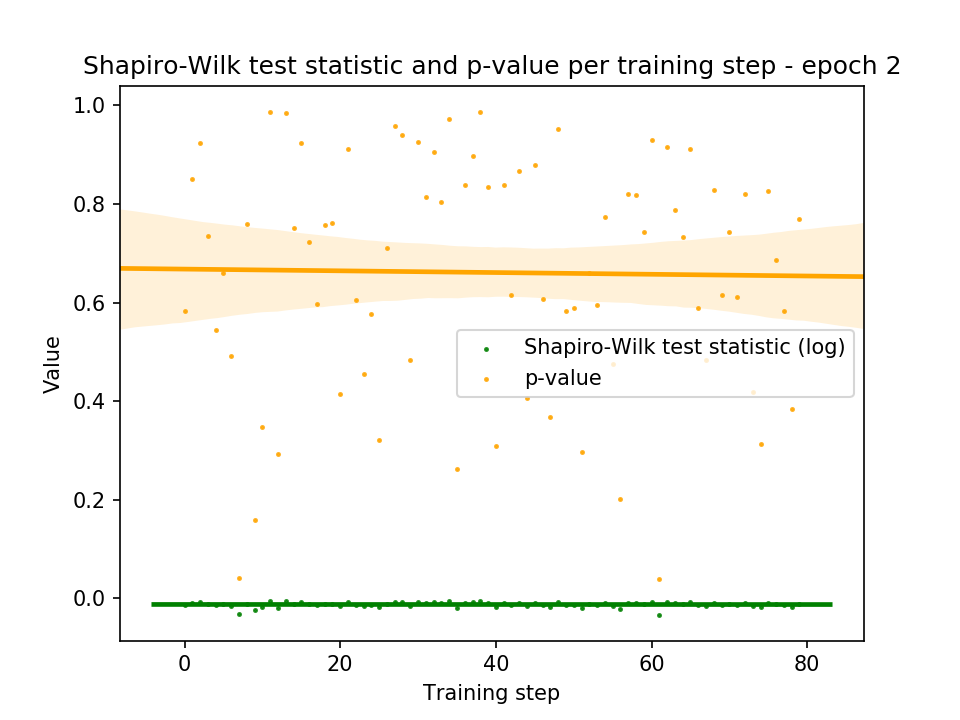 Shapiro-Wilk test statistic and p-value per training step - epoch 2
1.0
0.8
0.6
0.4
0.2
0.0
Value
Shapiro-Wilk test statistic (log)
p-value
0 20 40 60 80
Training step